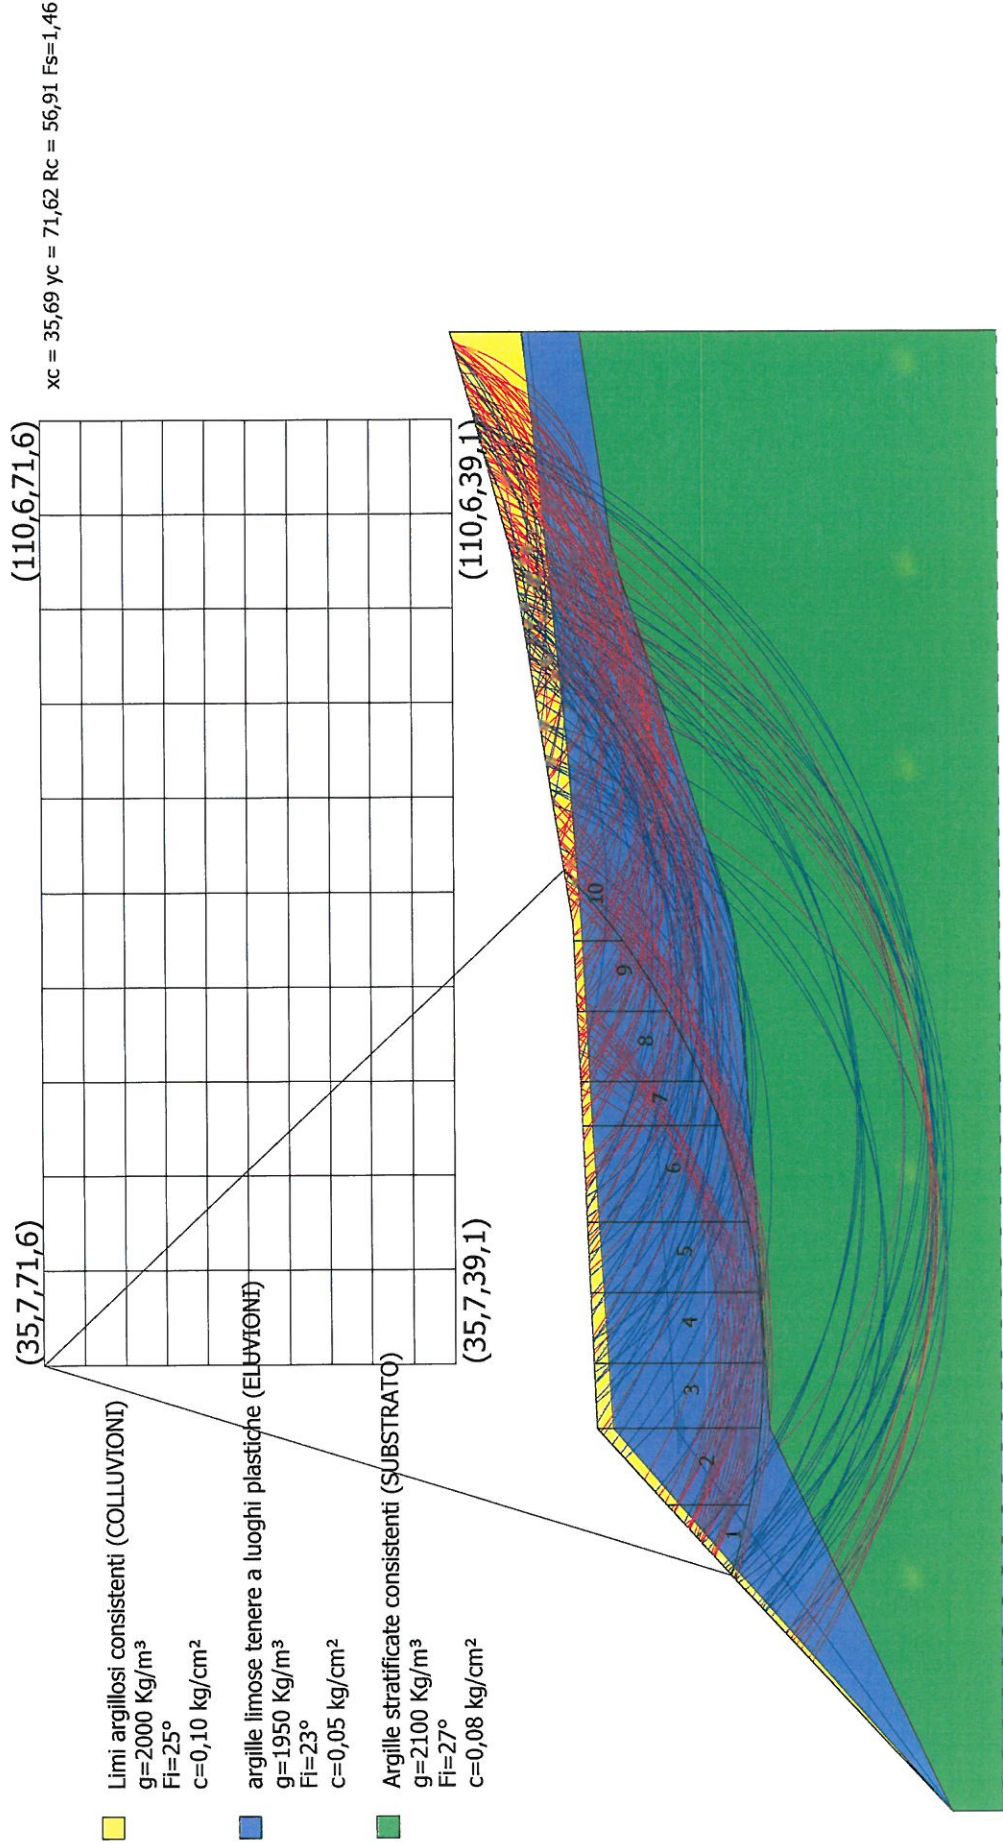 xc = 35,69 yc = 71,62 Rc = 56,91 Fs=1,46
(35,7,71,6)
(110,6,71,6)
(35,7,39,1)
(110,6,39,1)
Limi argillosi consistenti (COLLUVIONI)
g=2000 Kg/m³
Fi=25°
c=0,10 kg/cm²
argille limose tenere a luoghi plastiche (ELUVIONI)
g=1950 Kg/m³
Fi=23°
c=0,05 kg/cm²
Argille stratificate consistenti (SUBSTRATO)
g=2100 Kg/m³
Fi=27°
c=0,08 kg/cm²
1
2
3
4
5
6
7
8
9
10